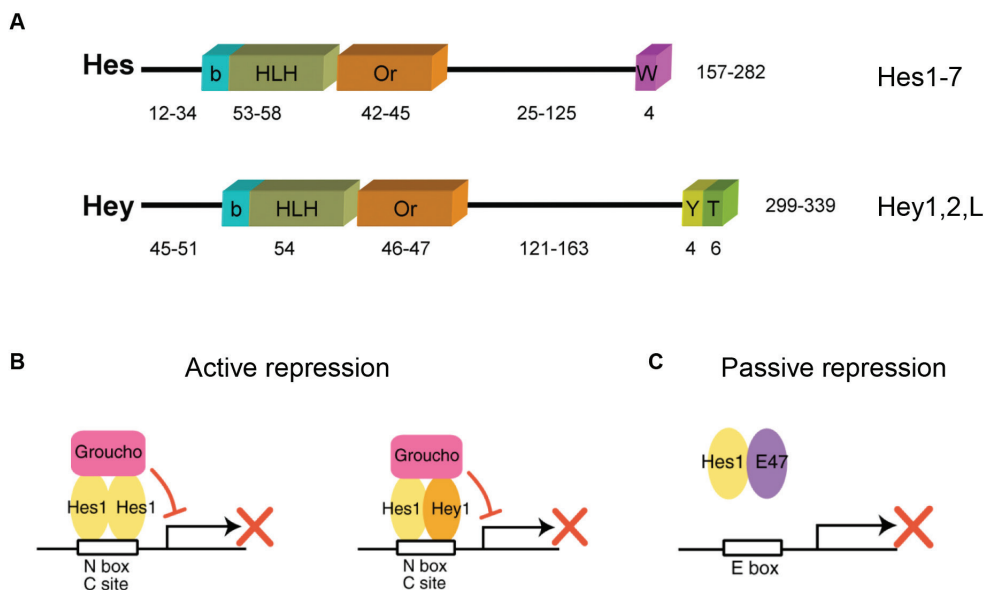 A
Hes b HLH Or W 157-282 Hes1-7
12-34 53-58 42-45 25-125 4
Hey b HLH Or Y T 299-339 Hey1,2,L
45-51 54 46-47 121-163 4 6
B Active repression
Groucho
Hes1 Hes1
N box
C site
Groucho
Hes1 Hey1
N box
C site
C Passive repression
Hes1 E47
E box